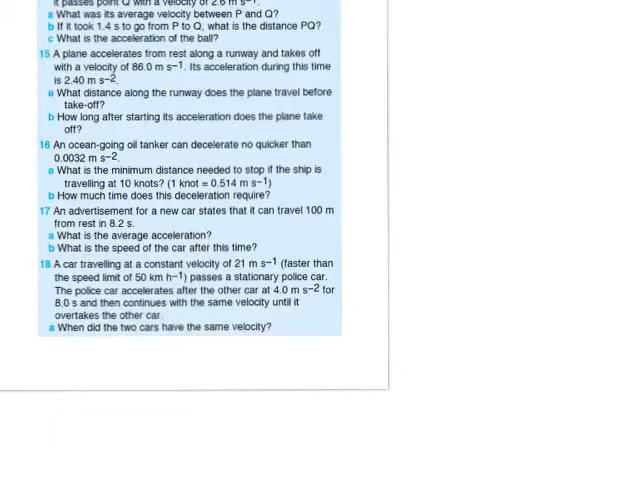 it passes point Q with a velocity of 2.6 m s−1.
a What was its average velocity between P and Q?
b If it took 1.4 s to go from P to Q, what is the distance PQ?
c What is the acceleration of the ball?
15 A plane accelerates from rest along a runway and takes off
with a velocity of 86.0 m s−1. Its acceleration during this time
is 2.40 m s−2.
a What distance along the runway does the plane travel before
take-off?
b How long after starting its acceleration does the plane take
off?
16 An ocean-going oil tanker can decelerate no quicker than
0.0032 m s−2.
a What is the minimum distance needed to stop if the ship is
travelling at 10 knots? (1 knot = 0.514 m s−1)
b How much time does this deceleration require?
17 An advertisement for a new car states that it can travel 100 m
from rest in 8.2 s.
a What is the average acceleration?
b What is the speed of the car after this time?
18 A car travelling at a constant velocity of 21 m s−1 (faster than
the speed limit of 50 km h−1) passes a stationary police car.
The police car accelerates after the other car at 4.0 m s−2 for
8.0 s and then continues with the same velocity until it
overtakes the other car.
a When did the two cars have the same velocity?